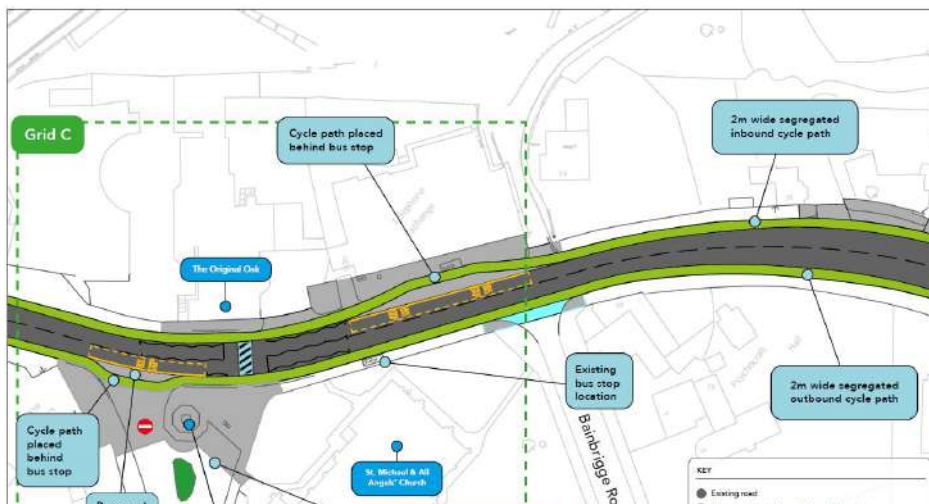 Grid C
Cycle path placed
behind bus stop
2m wide segregated
inbound cycle path
The Original Oak
Existing
bus stop
location
2m wide segregated
outbound cycle path
Cycle path
placed
behind
bus stop
St. Michael & All
Angels' Church
Bainbrigge Ro
KEY
Existing road